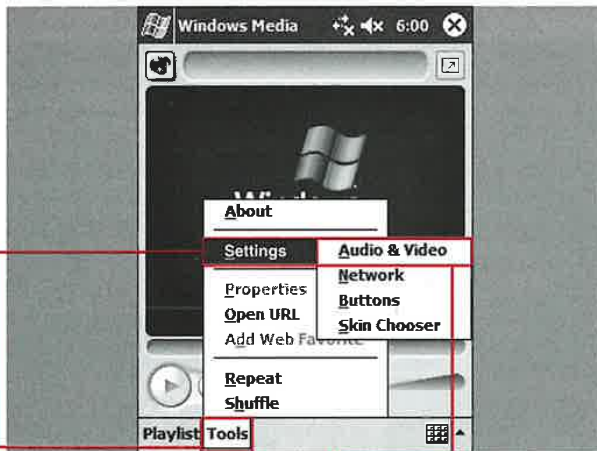 Windows Media 6:00
About
Settings
Audio & Video
Network
Buttons
Skin Chooser
Properties
Open URL
Add Web Favorite
Repeat
Shuffle
Playlist Tools